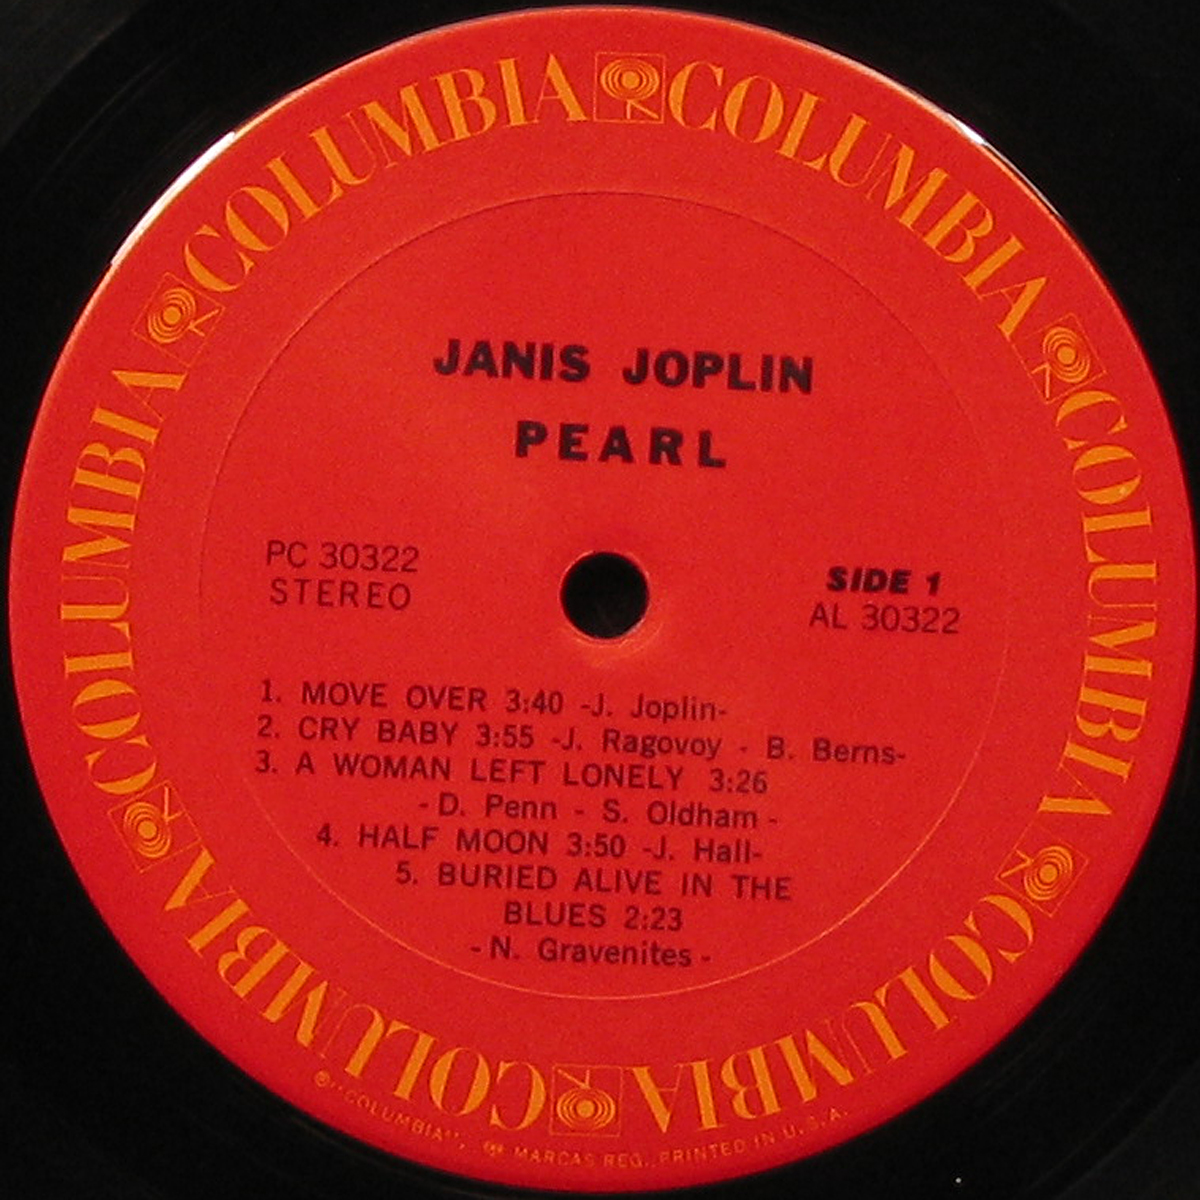 COLUMBIA COLUMBIA COLUMBIA COLUMBIA COLUMBIA COLUMBIA
JANIS JOPLIN
PEARL
PC 30322
STEREO
SIDE 1
AL 30322
1. MOVE OVER 3:40 -J. Joplin-
2. CRY BABY 3:55 -J. Ragovoy - B. Berns-
3. A WOMAN LEFT LONELY 3:26
- D. Penn - S. Oldham -
4. HALF MOON 3:50 -J. Hall-
5. BURIED ALIVE IN THE
BLUES 2:23
- N. Gravenites -
® "COLUMBIA", MARCAS REG. PRINTED IN U.S.A.